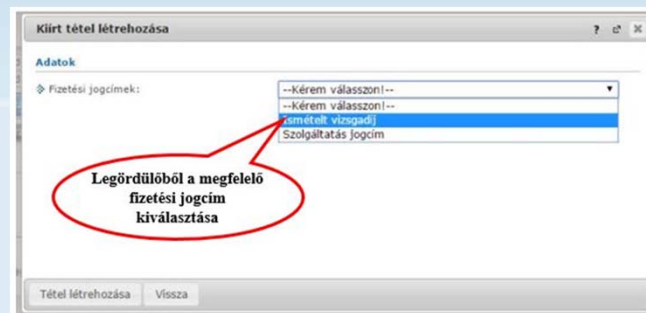 Kiírt tétel létrehozása
Adatok
Fizetési jogcímek:
--Kérem válasszon!--
--Kérem válasszon!--
Ismételt vizsgadíj
Szolgáltatás jogcím
Legördülőből a megfelelő
fizetési jogcím
kiválasztása
Tétel létrehozása Vissza